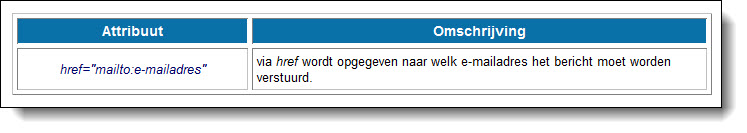 Attribuut Omschrijving
href="mailto:e-mailadres" via href wordt opgegeven naar welk e-mailadres het bericht moet worden
verstuurd.